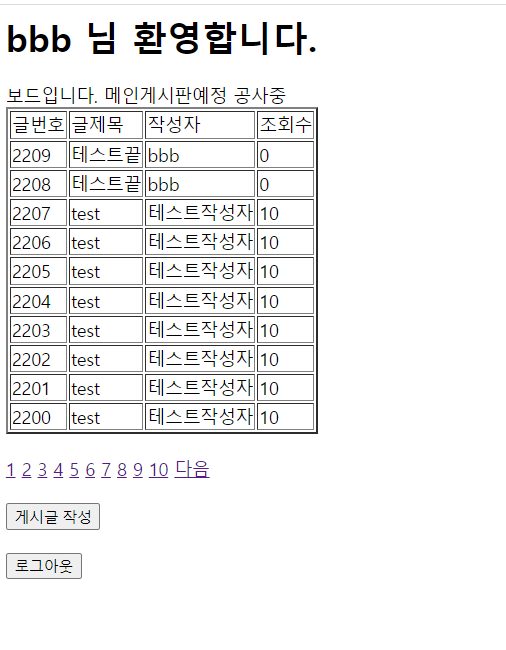 bbb 님 환영합니다.
보드입니다. 메인게시판예정 공사중
글번호 글제목 작성자 조회수
2209 테스트끝 bbb 0
2208 테스트끝 bbb 0
2207 test 테스트작성자 10
2206 test 테스트작성자 10
2205 test 테스트작성자 10
2204 test 테스트작성자 10
2203 test 테스트작성자 10
2202 test 테스트작성자 10
2201 test 테스트작성자 10
2200 test 테스트작성자 10
1 2 3 4 5 6 7 8 9 10 다음
게시글 작성
로그아웃